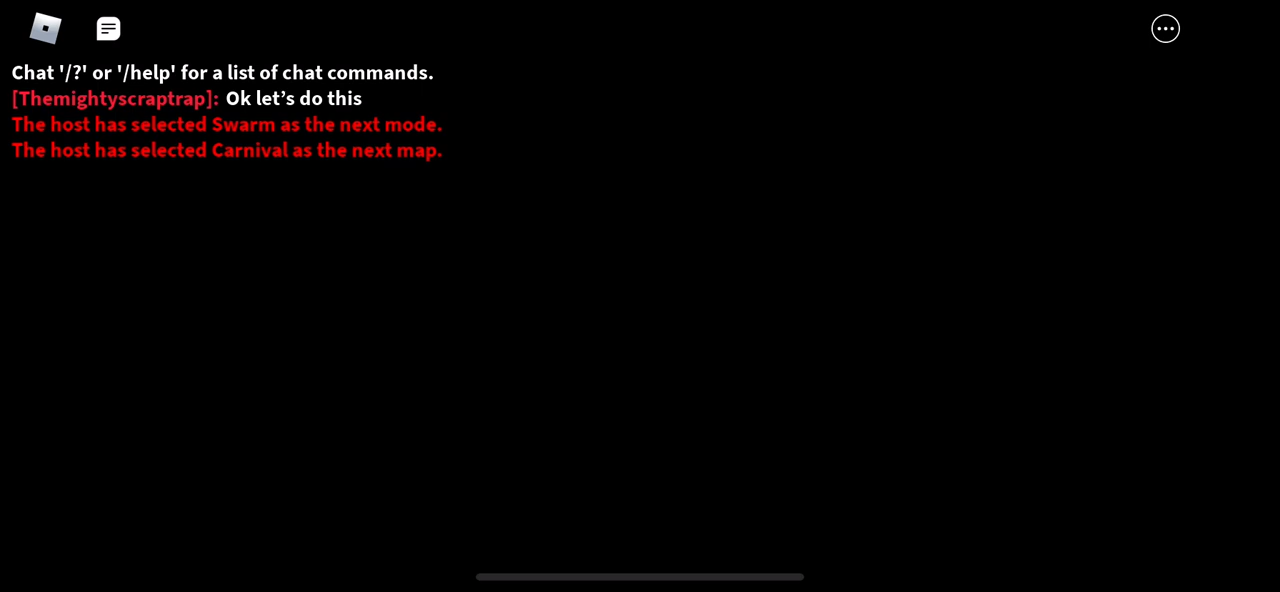 Chat '/?' or '/help' for a list of chat commands.
[Themightyscraptrap]: Ok let’s do this
The host has selected Swarm as the next mode.
The host has selected Carnival as the next map.